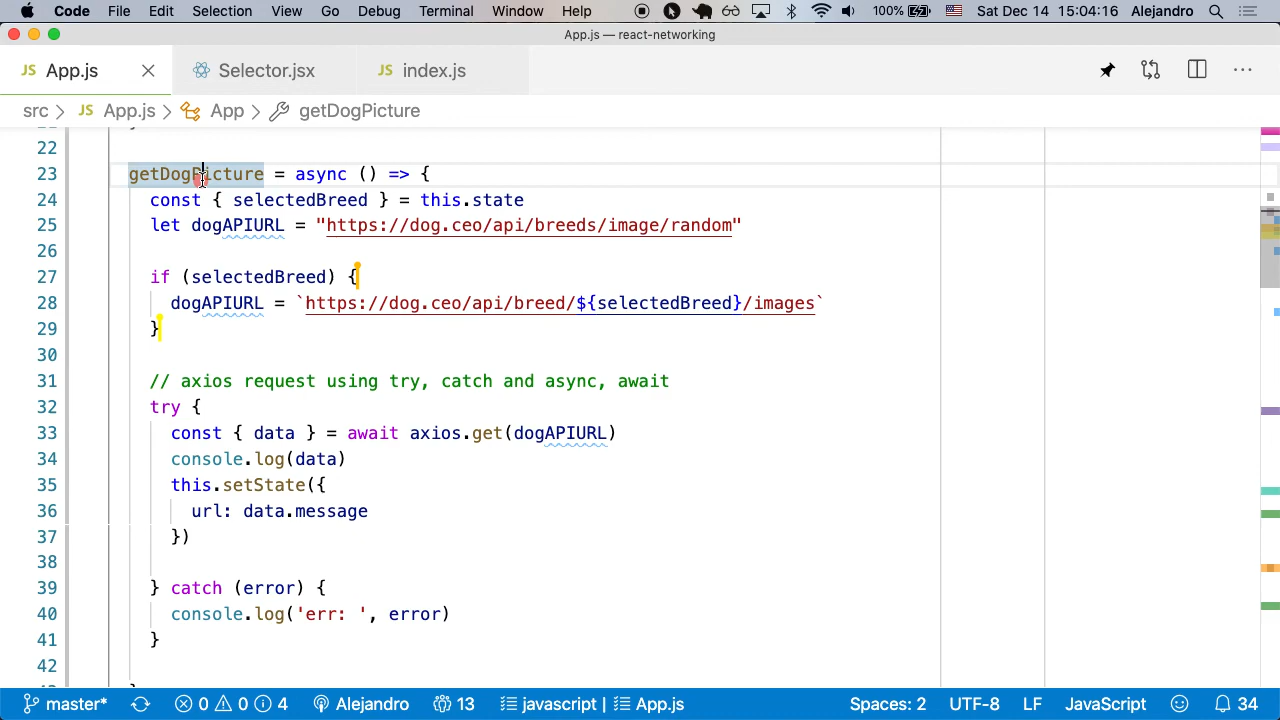 Code File Edit Selection View Go Debug Terminal Window Help 100% Sat Dec 14 15:04:16 Alejandro
App.js — react-networking
JS App.js Selector.jsx JS index.js
src JS App.js App getDogPicture
22
23 getDogPicture = async () => {
24 const { selectedBreed } = this.state
25 let dogAPIURL = "https://dog.ceo/api/breeds/image/random"
26
27 if (selectedBreed) {
28 dogAPIURL = `https://dog.ceo/api/breed/${selectedBreed}/images`
29 }
30
31 // axios request using try, catch and async, await
32 try {
33 const { data } = await axios.get(dogAPIURL)
34 console.log(data)
35 this.setState({
36 url: data.message
37 })
38
39 } catch (error) {
40 console.log('err: ', error)
41 }
42
master* 0 0 4 Alejandro 13 javascript | App.js Spaces: 2 UTF-8 LF JavaScript 34